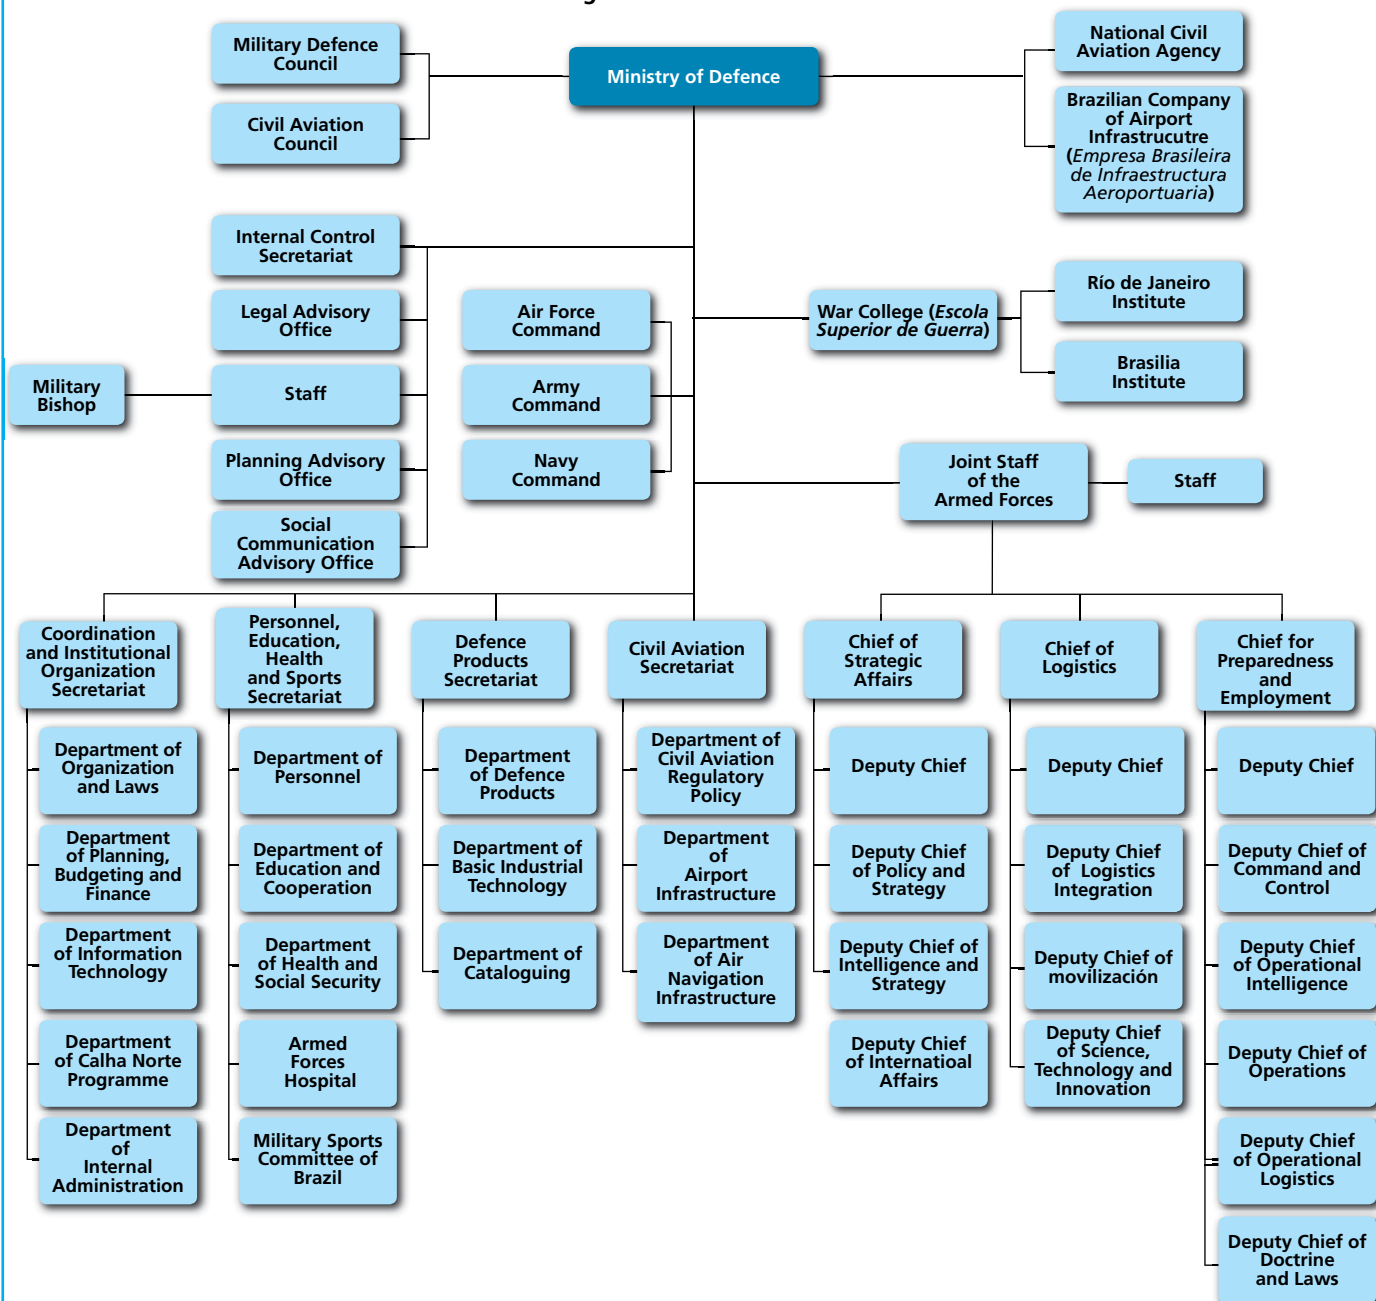 Military Defence
Council
Civil Aviation
Council
Ministry of Defence
National Civil
Aviation Agency
Brazilian Company
of Airport
Infrastrucutre
(Empresa Brasileira
de Infraestructura
Aeroportuaria)
Internal Control
Secretariat
Legal Advisory
Office
Military
Bishop
Staff
Planning Advisory
Office
Social
Communication
Advisory Office
Air Force
Command
Army
Command
Navy
Command
War College (Escola
Superior de Guerra)
Río de Janeiro
Institute
Brasilia
Institute
Joint Staff
of the
Armed Forces
Staff
Coordination
and Institutional
Organization
Secretariat
Department of
Organization
and Laws
Department
of Planning,
Budgeting and
Finance
Department
of Information
Technology
Department
of Calha Norte
Programme
Department
of
Internal
Administration
Personnel,
Education,
Health
and Sports
Secretariat
Department of
Personnel
Department of
Education and
Cooperation
Department
of Health and
Social Security
Armed
Forces
Hospital
Military Sports
Committee of
Brazil
Defence
Products
Secretariat
Department
of Defence
Products
Department of
Basic Industrial
Technology
Department of
Cataloguing
Civil Aviation
Secretariat
Department of
Civil Aviation
Regulatory
Policy
Department
of
Airport
Infrastructure
Department
of Air
Navigation
Infrastructure
Chief of
Strategic
Affairs
Deputy Chief
Deputy Chief
of Policy and
Strategy
Deputy Chief of
Intelligence and
Strategy
Deputy Chief
of Internatioal
Affairs
Chief of
Logistics
Deputy Chief
Deputy Chief
of Logistics
Integration
Deputy Chief of
movilización
Deputy Chief
of Science,
Technology and
Innovation
Chief for
Preparedness
and
Employment
Deputy Chief
Deputy Chief of
Command and
Control
Deputy Chief
of Operational
Intelligence
Deputy Chief of
Operations
Deputy Chief
of Operational
Logistics
Deputy Chief of
Doctrine
and Laws